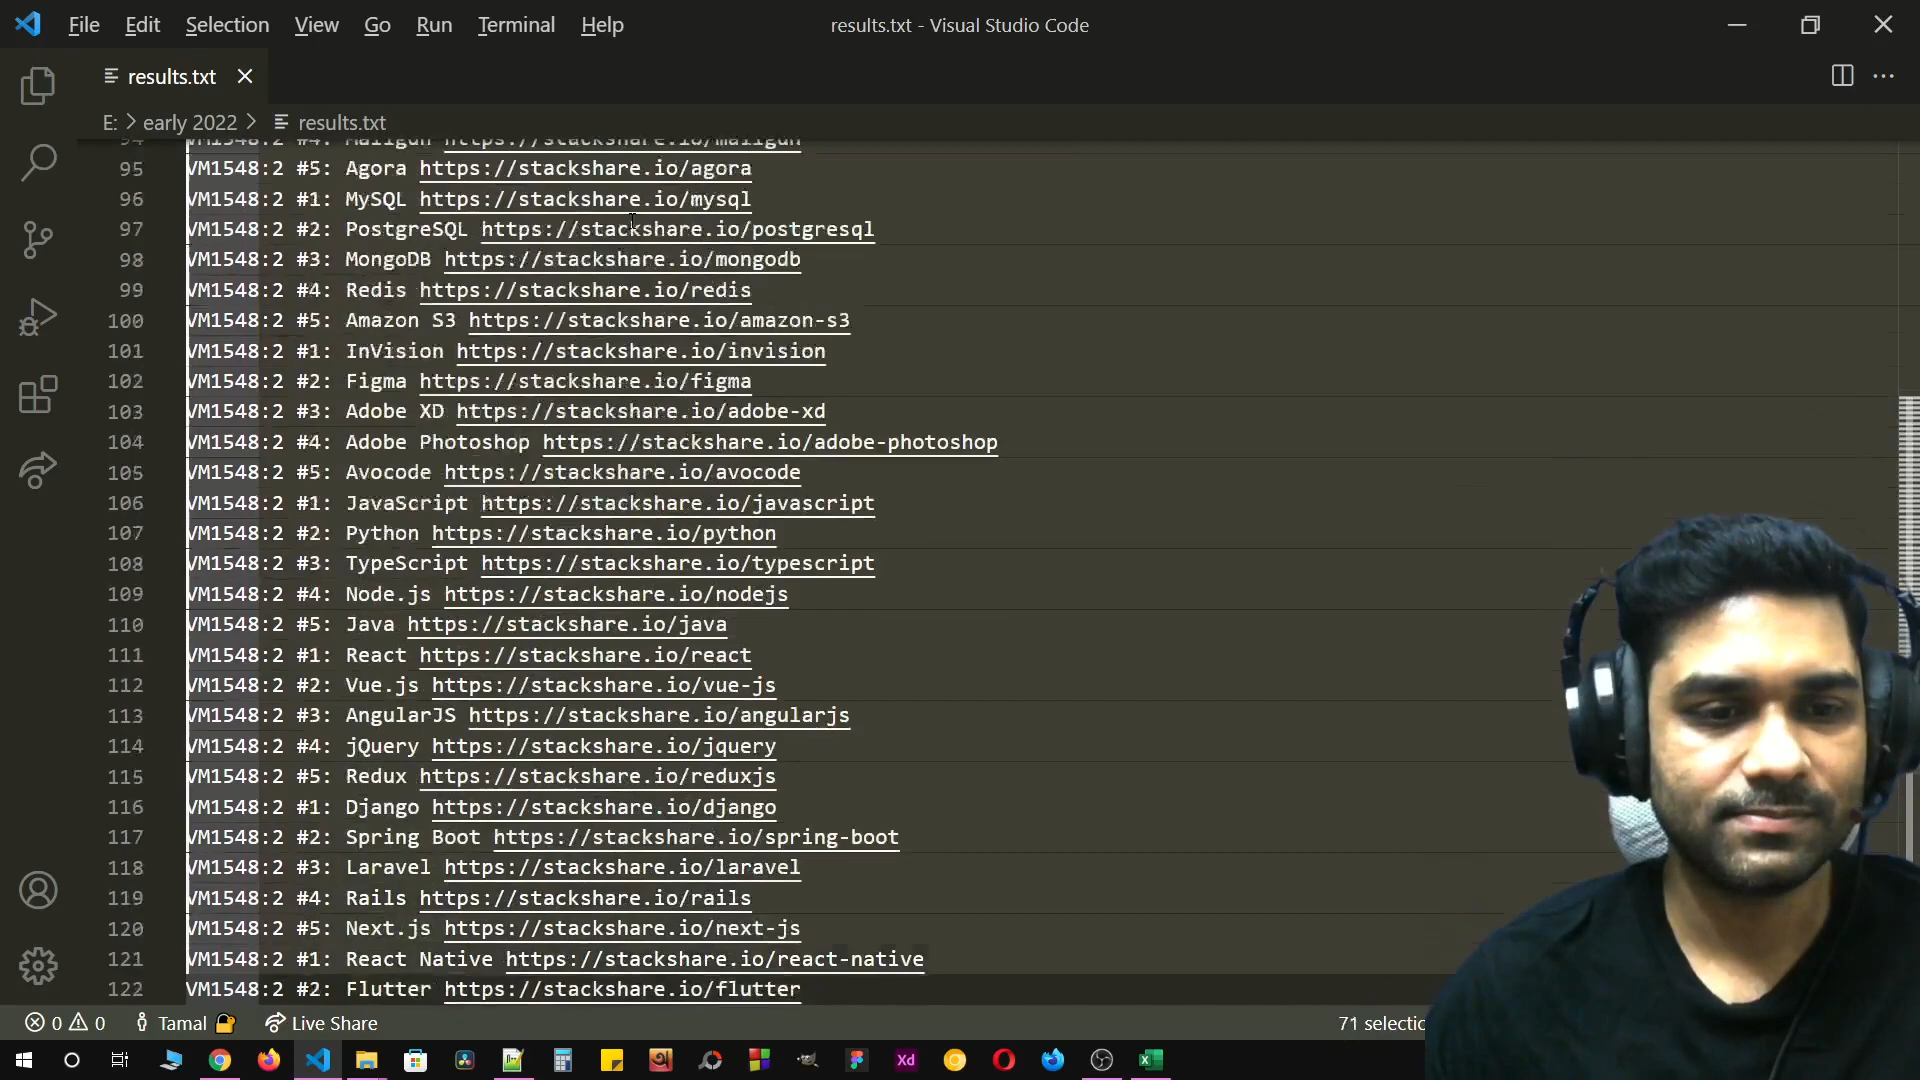 File Edit Selection View Go Run Terminal Help results.txt - Visual Studio Code
results.txt
E: > early 2022 > results.txt
94 VM1548:2 #4: Mailgun https://stackshare.io/mailgun
95 VM1548:2 #5: Agora https://stackshare.io/agora
96 VM1548:2 #1: MySQL https://stackshare.io/mysql
97 VM1548:2 #2: PostgreSQL https://stackshare.io/postgresql
98 VM1548:2 #3: MongoDB https://stackshare.io/mongodb
99 VM1548:2 #4: Redis https://stackshare.io/redis
100 VM1548:2 #5: Amazon S3 https://stackshare.io/amazon-s3
101 VM1548:2 #1: InVision https://stackshare.io/invision
102 VM1548:2 #2: Figma https://stackshare.io/figma
103 VM1548:2 #3: Adobe XD https://stackshare.io/adobe-xd
104 VM1548:2 #4: Adobe Photoshop https://stackshare.io/adobe-photoshop
105 VM1548:2 #5: Avocode https://stackshare.io/avocode
106 VM1548:2 #1: JavaScript https://stackshare.io/javascript
107 VM1548:2 #2: Python https://stackshare.io/python
108 VM1548:2 #3: TypeScript https://stackshare.io/typescript
109 VM1548:2 #4: Node.js https://stackshare.io/nodejs
110 VM1548:2 #5: Java https://stackshare.io/java
111 VM1548:2 #1: React https://stackshare.io/react
112 VM1548:2 #2: Vue.js https://stackshare.io/vue-js
113 VM1548:2 #3: AngularJS https://stackshare.io/angularjs
114 VM1548:2 #4: jQuery https://stackshare.io/jquery
115 VM1548:2 #5: Redux https://stackshare.io/reduxjs
116 VM1548:2 #1: Django https://stackshare.io/django
117 VM1548:2 #2: Spring Boot https://stackshare.io/spring-boot
118 VM1548:2 #3: Laravel https://stackshare.io/laravel
119 VM1548:2 #4: Rails https://stackshare.io/rails
120 VM1548:2 #5: Next.js https://stackshare.io/next-js
121 VM1548:2 #1: React Native https://stackshare.io/react-native
122 VM1548:2 #2: Flutter https://stackshare.io/flutter
0 0 Tamal Live Share 71 selectio
Xd